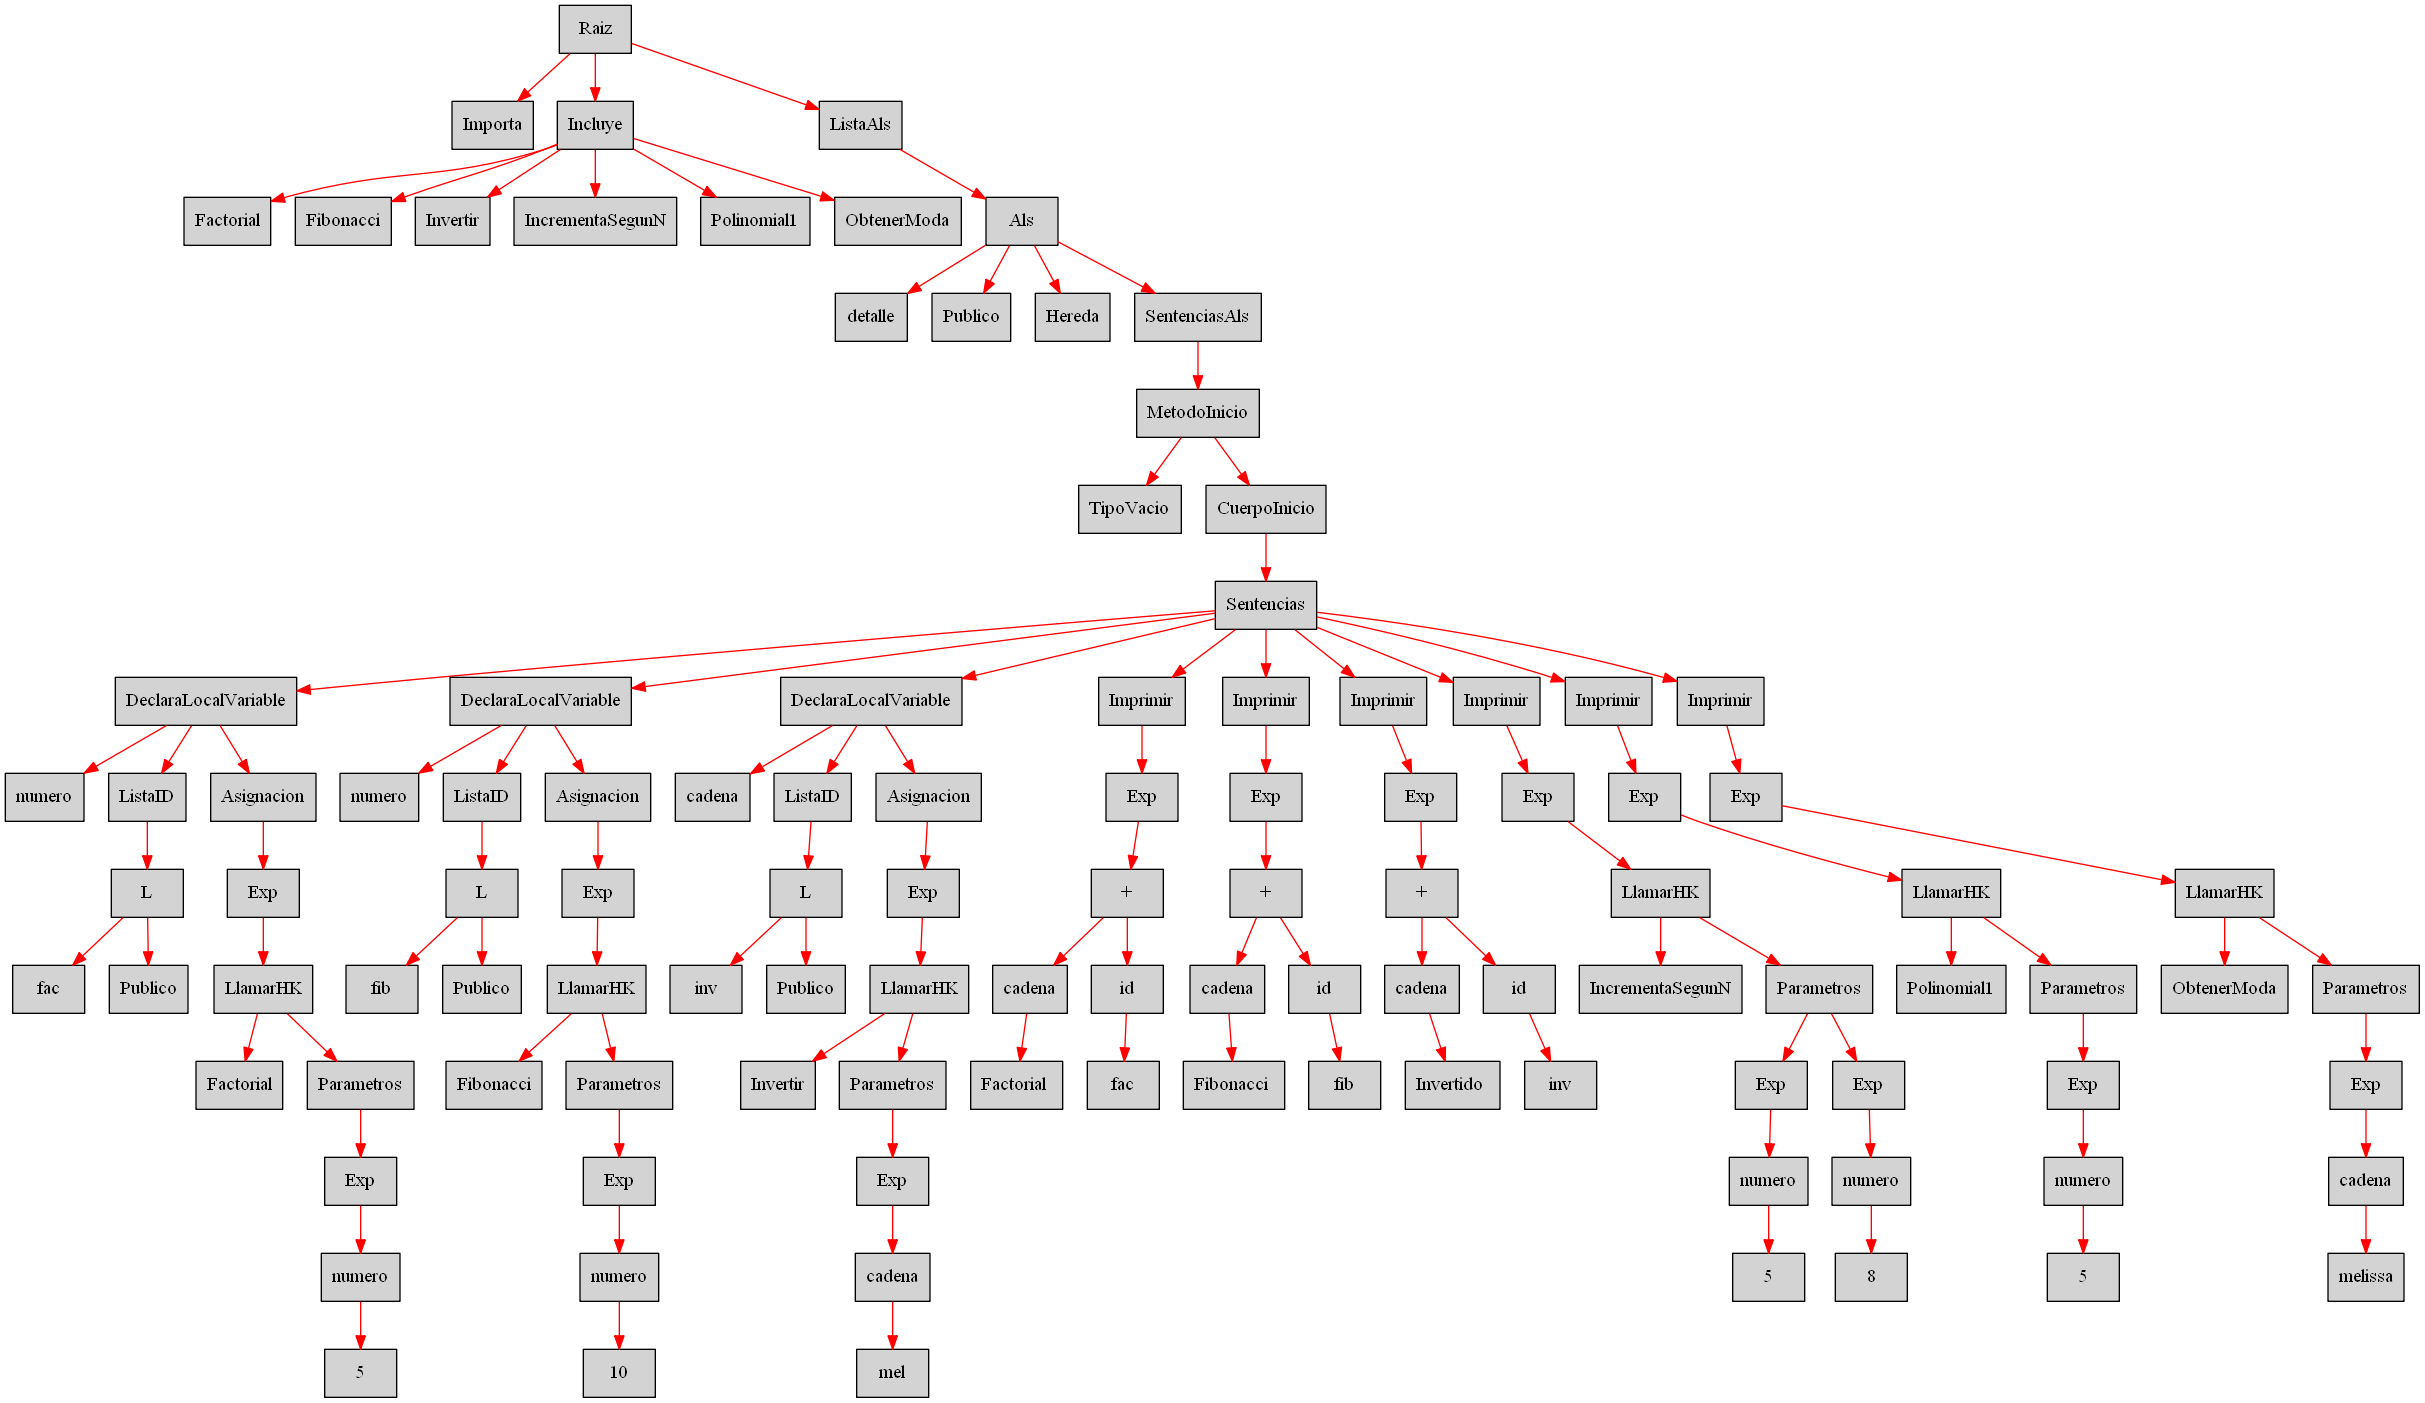 Raiz
Importa Incluye ListaAls
Factorial Fibonacci Invertir IncrementaSegunN Polinomial1 ObtenerModa Als
detalle Publico Hereda SentenciasAls
MetodoInicio
TipoVacio CuerpoInicio
Sentencias
DeclaraLocalVariable DeclaraLocalVariable DeclaraLocalVariable Imprimir Imprimir Imprimir Imprimir Imprimir Imprimir
numero ListaID Asignacion numero ListaID Asignacion cadena ListaID Asignacion Exp Exp Exp Exp Exp Exp
L Exp L Exp L Exp + + + LlamarHK LlamarHK LlamarHK
fac Publico LlamarHK fib Publico LlamarHK inv Publico LlamarHK cadena id cadena id cadena id IncrementaSegunN Parametros Polinomial1 Parametros ObtenerModa Parametros
Factorial Parametros Fibonacci Parametros Invertir Parametros Factorial fac Fibonacci fib Invertido inv Exp Exp Exp Exp
Exp Exp Exp numero numero numero cadena
numero numero cadena 5 8 5 melissa
5 10 mel